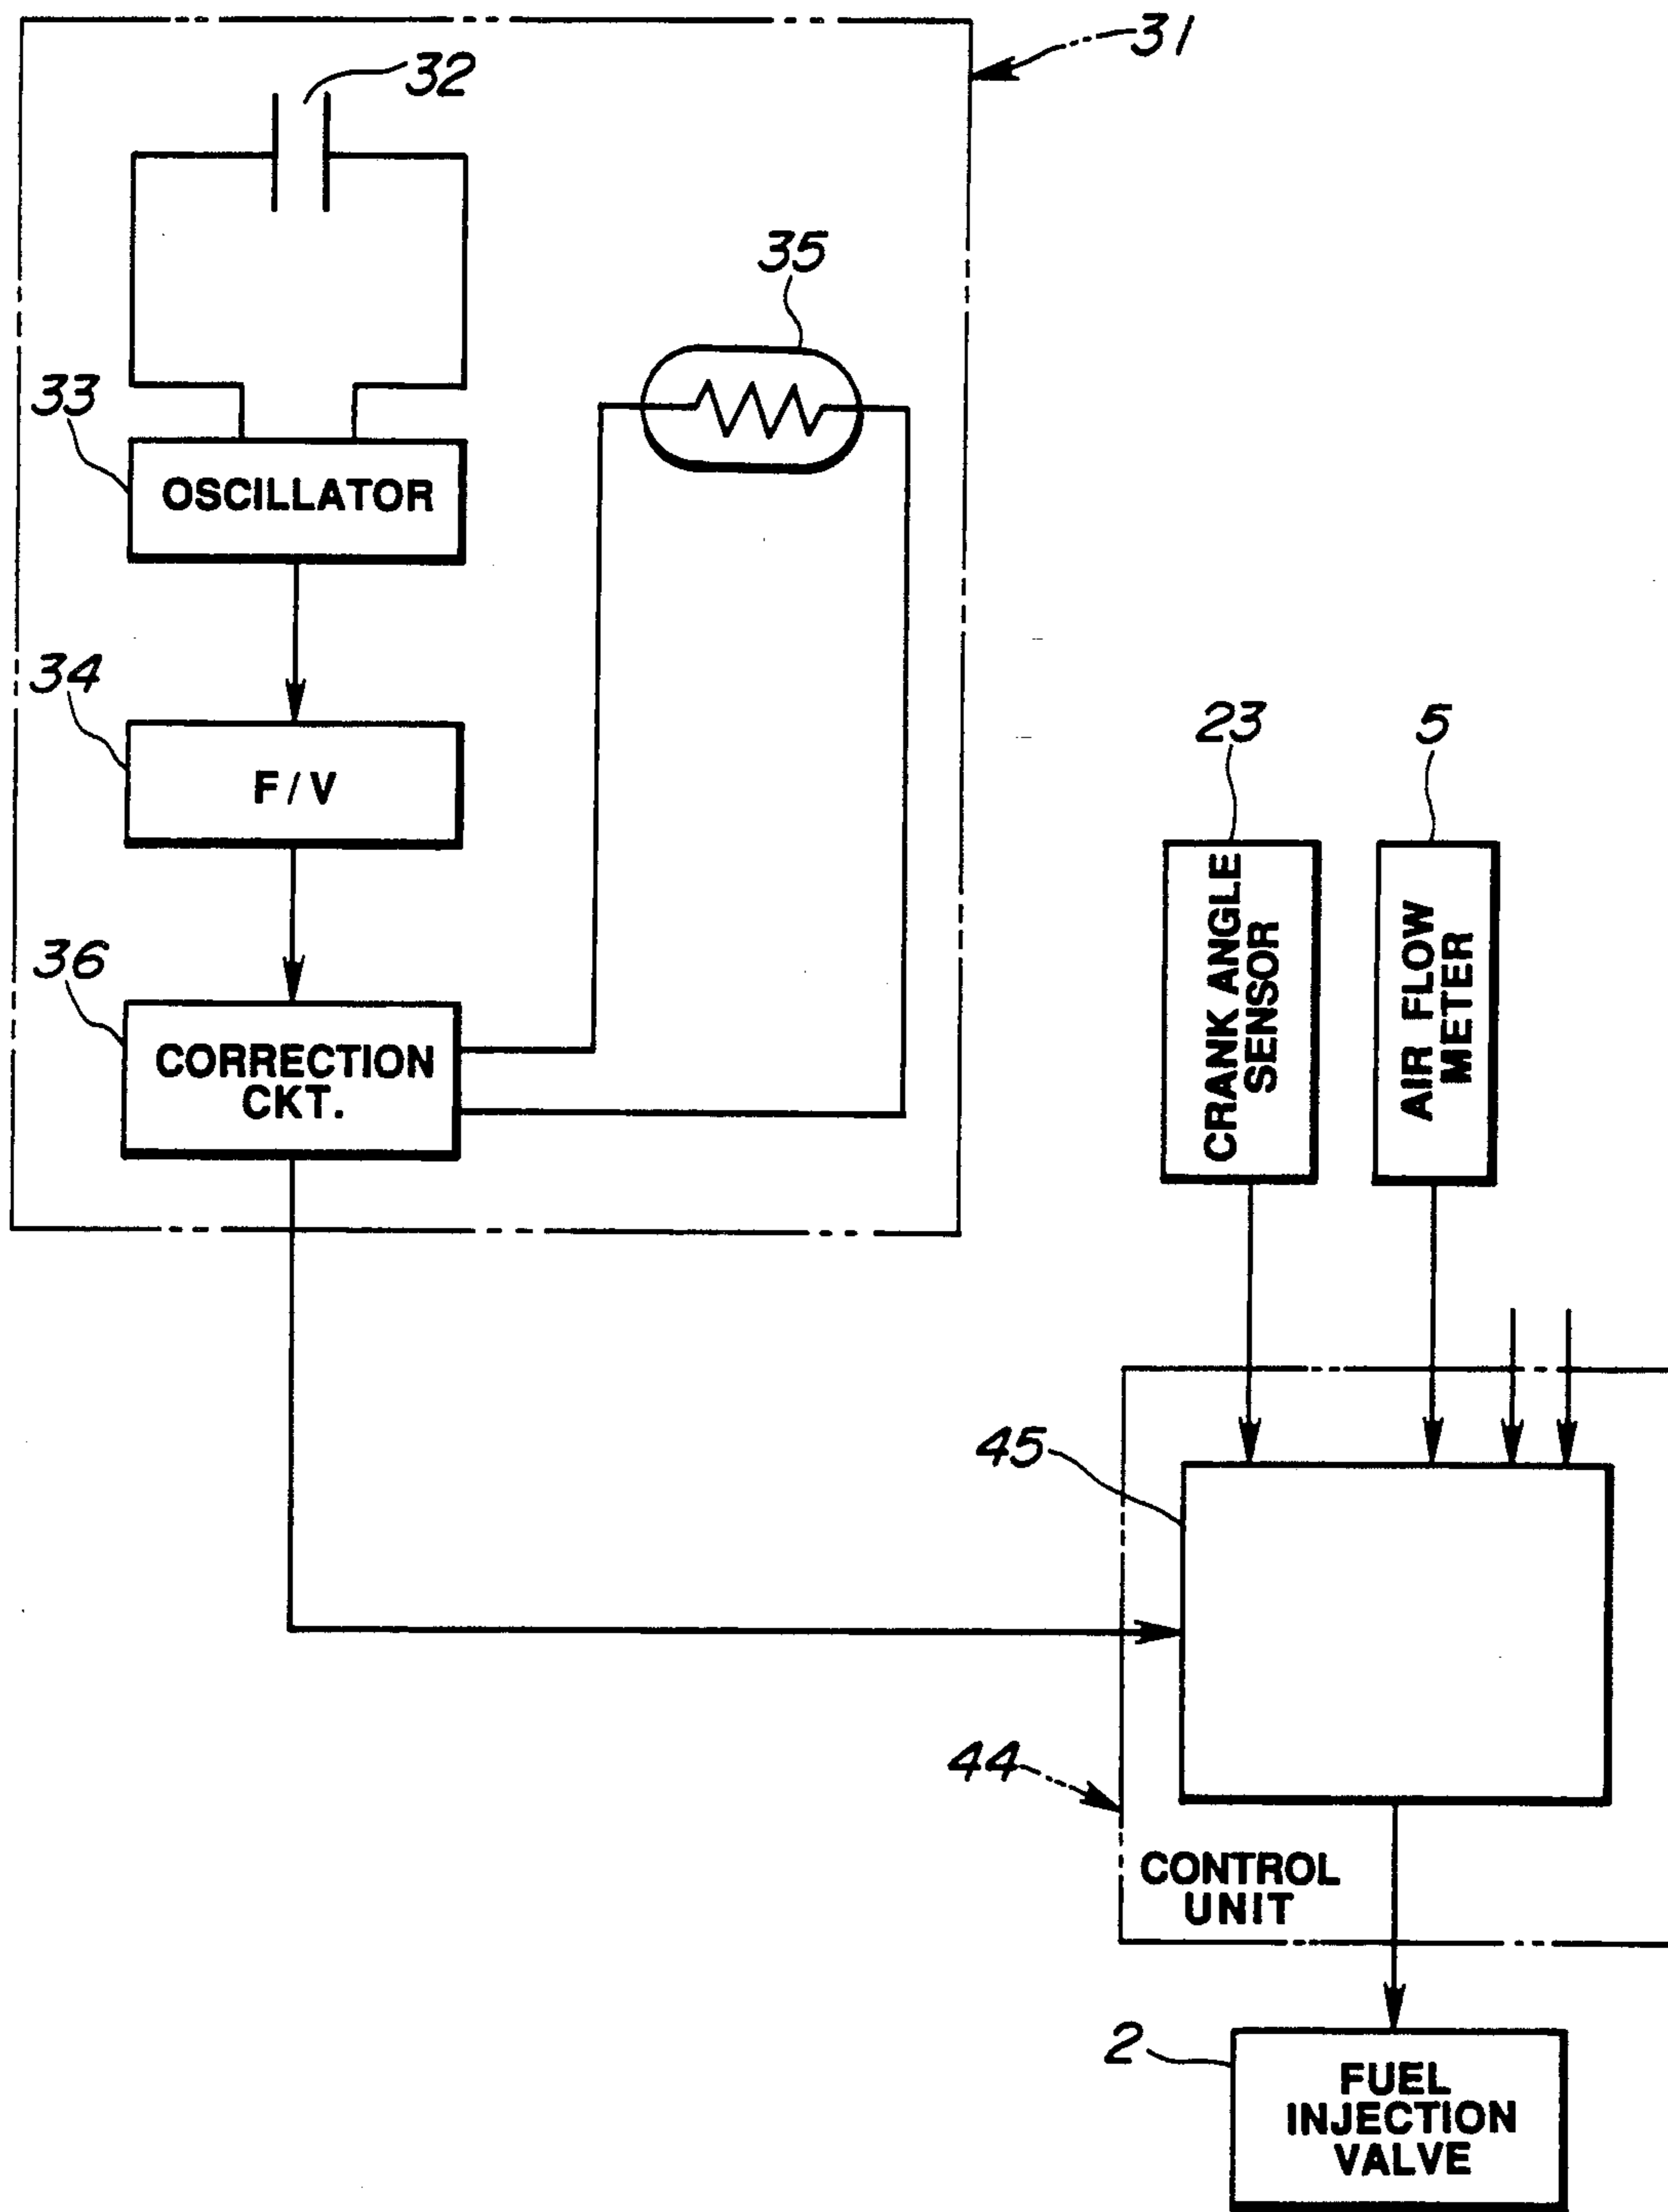 31
32
35
33
OSCILLATOR
34
F/V
23
5
CRANK ANGLE
SENSOR
AIR FLOW
METER
36
CORRECTION
CKT.
45
44
CONTROL
UNIT
2
FUEL
INJECTION
VALVE